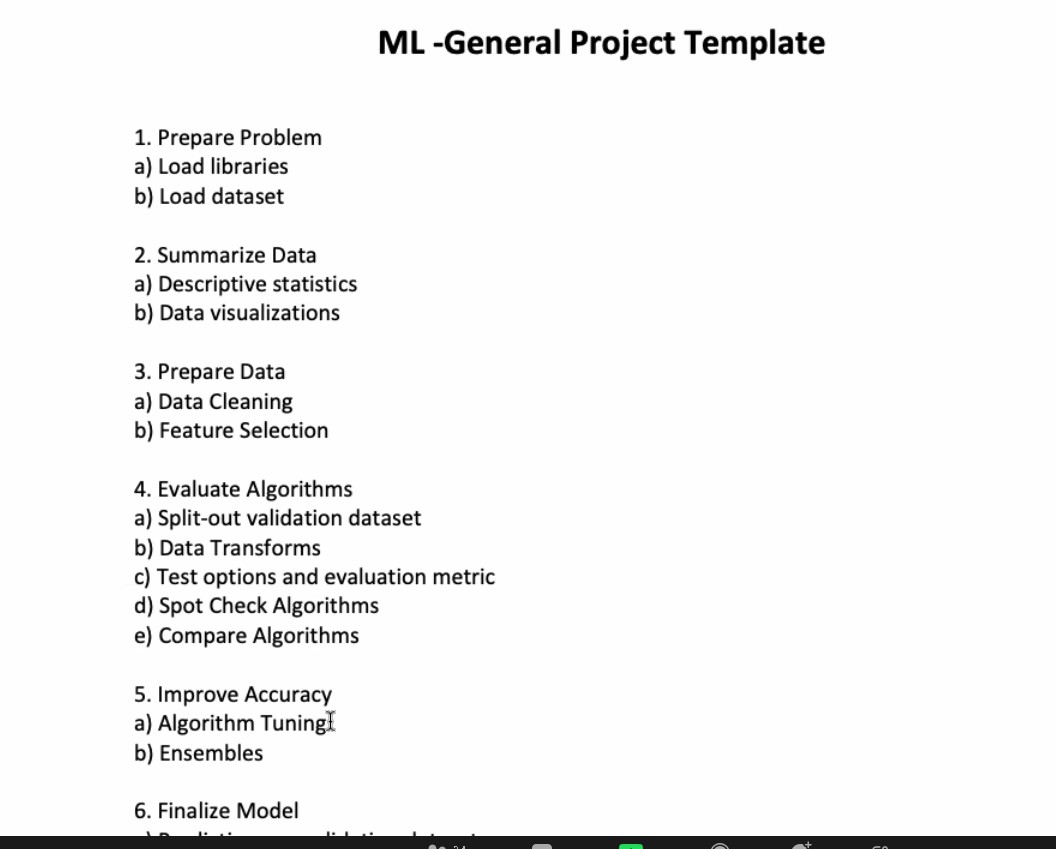 ML -General Project Template
1. Prepare Problem
a) Load libraries
b) Load dataset
2. Summarize Data
a) Descriptive statistics
b) Data visualizations
3. Prepare Data
a) Data Cleaning
b) Feature Selection
4. Evaluate Algorithms
a) Split-out validation dataset
b) Data Transforms
c) Test options and evaluation metric
d) Spot Check Algorithms
e) Compare Algorithms
5. Improve Accuracy
a) Algorithm Tuning
b) Ensembles
6. Finalize Model